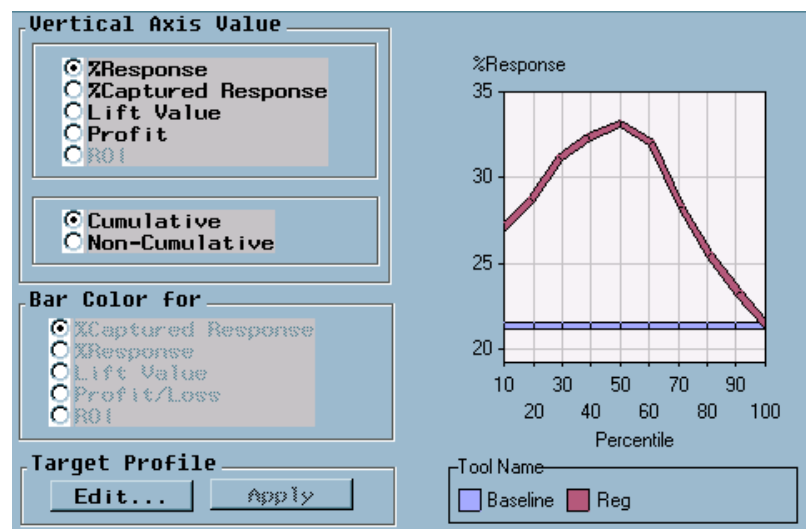 Vertical Axis Value
%Response
%Captured Response
Lift Value
Profit
ROI
Cumulative
Non-Cumulative
Bar Color for
%Captured Response
%Response
Lift Value
Profit/Loss
ROI
Target Profile
Edit...
Apply
%Response
35
30
25
20
10 30 50 70 90
20 40 60 80 100
Percentile
Tool Name
Baseline Reg